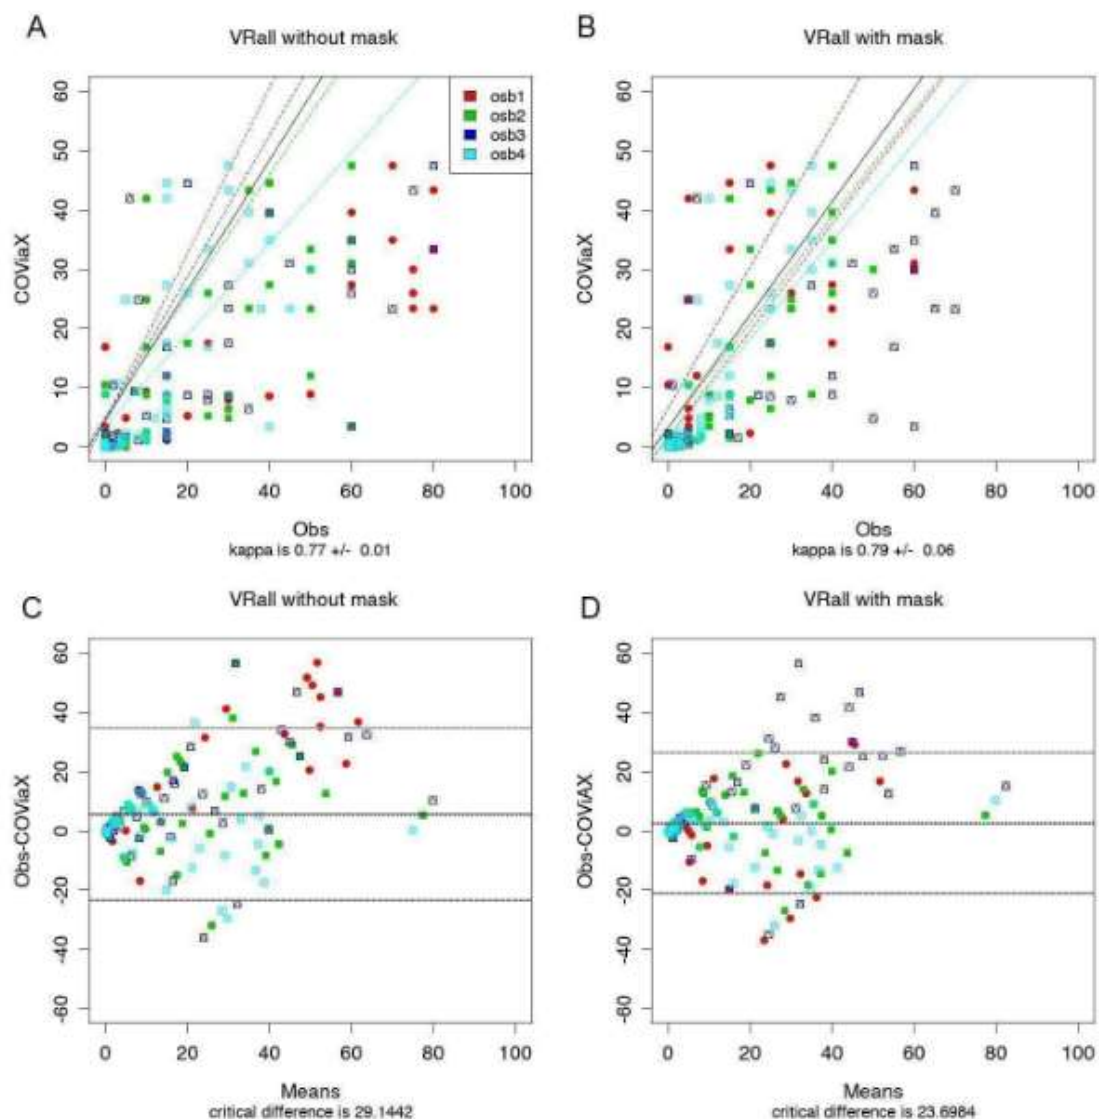 A
VRall without mask
60
50
40
30
20
10
0
COViaX
osb1
osb2
osb3
osb4
0 20 40 60 80 100
Obs
kappa is 0.77 +/- 0.01
B
VRall with mask
60
50
40
30
20
10
0
COViaX
0 20 40 60 80 100
Obs
kappa is 0.79 +/- 0.06
C
VRall without mask
60
40
20
0
-20
-40
-60
Obs-COViaX
0 20 40 60 80 100
Means
critical difference is 29.1442
D
VRall with mask
60
40
20
0
-20
-40
-60
Obs-COViAX
0 20 40 60 80 100
Means
critical difference is 23.6984